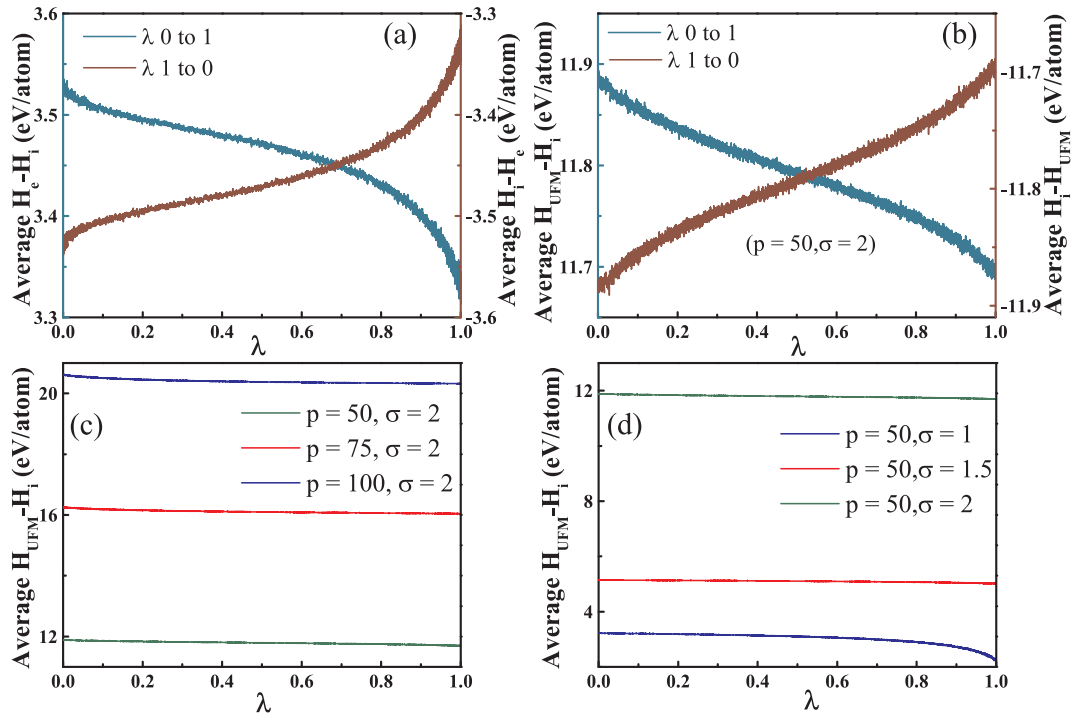 (a)
λ 0 to 1
λ 1 to 0
Average H_e-H_i (eV/atom)
3.6
3.5
3.4
3.3
Average H_i-H_e (eV/atom)
-3.3
-3.4
-3.5
-3.6
0.0 0.2 0.4 0.6 0.8 1.0
λ
(b)
λ 0 to 1
λ 1 to 0
(p = 50,σ = 2)
Average H_UFM-H_i (eV/atom)
11.9
11.8
11.7
Average H_i-H_UFM (eV/atom)
-11.7
-11.8
-11.9
0.0 0.2 0.4 0.6 0.8 1.0
λ
(c)
p = 50, σ = 2
p = 75, σ = 2
p = 100, σ = 2
Average H_UFM-H_i (eV/atom)
20
16
12
0.0 0.2 0.4 0.6 0.8 1.0
λ
(d)
p = 50,σ = 1
p = 50,σ = 1.5
p = 50,σ = 2
Average H_UFM-H_i (eV/atom)
12
8
4
0.0 0.2 0.4 0.6 0.8 1.0
λ